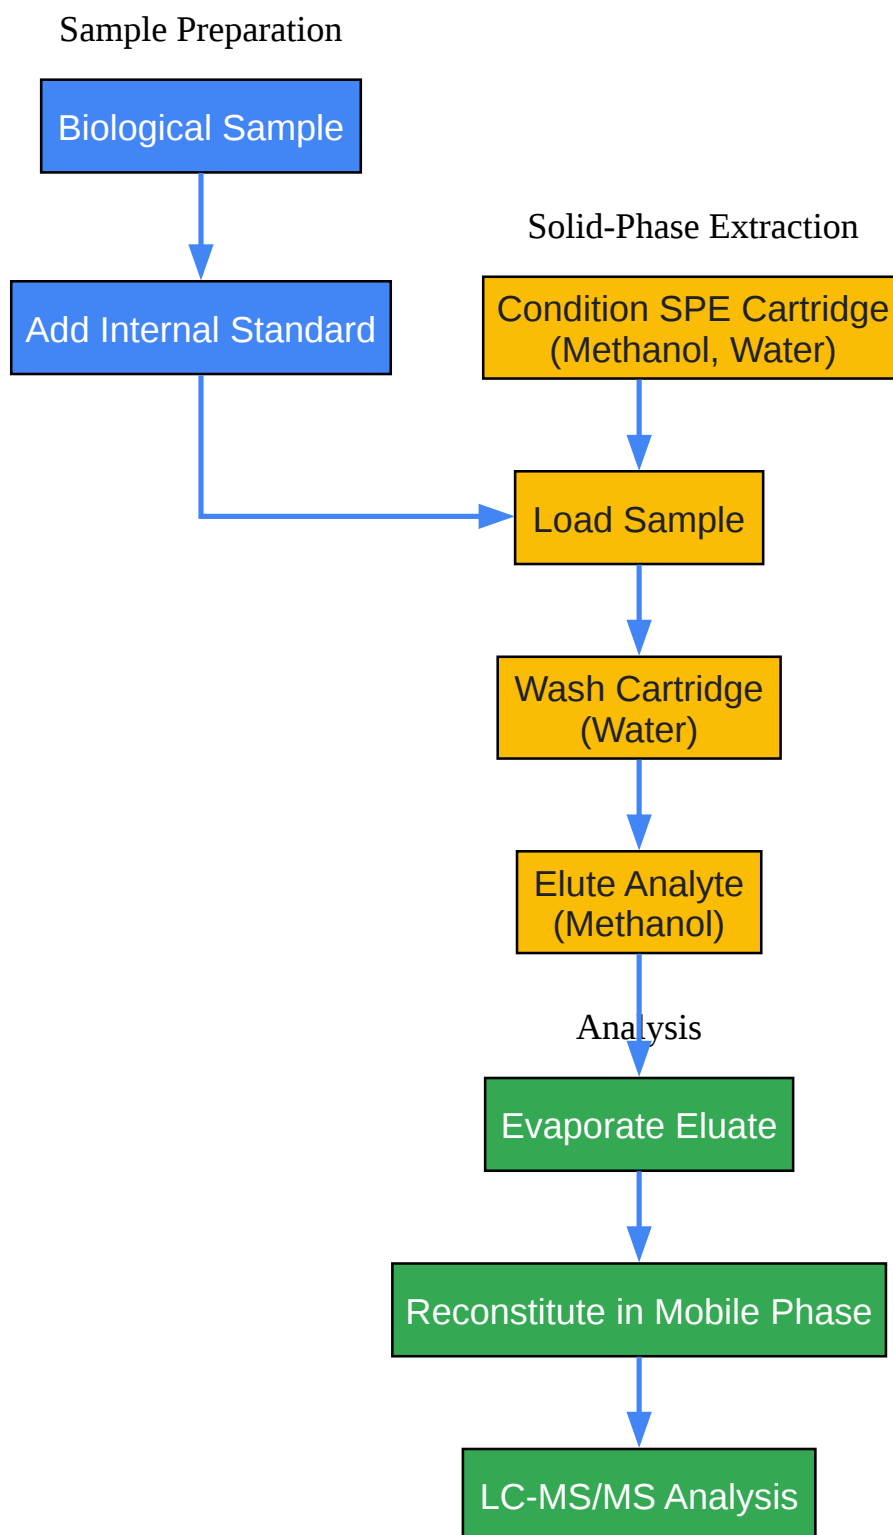 Sample Preparation
Biological Sample
Add Internal Standard
Solid-Phase Extraction
Condition SPE Cartridge
(Methanol, Water)
Load Sample
Wash Cartridge
(Water)
Elute Analyte
(Methanol)
Analysis
Evaporate Eluate
Reconstitute in Mobile Phase
LC-MS/MS Analysis